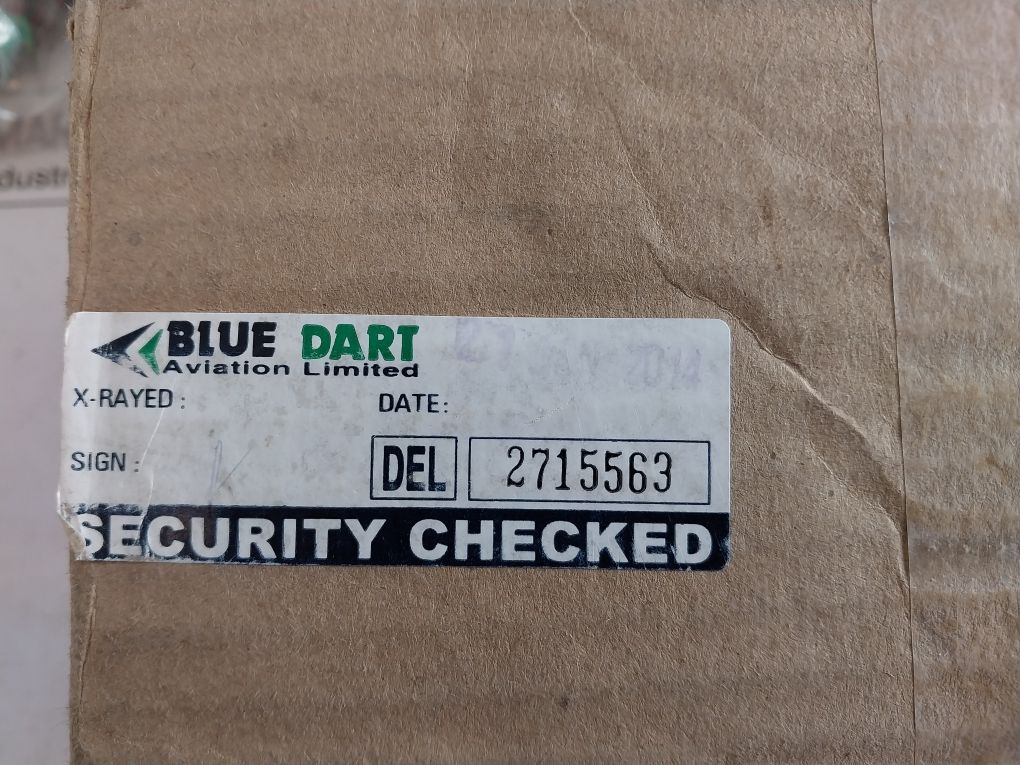 BLUE DART
Aviation Limited
X-RAYED :
DATE:
SIGN :
DEL 2715563
SECURITY CHECKED